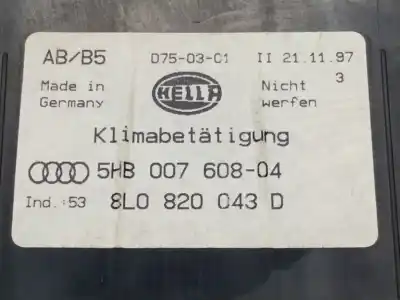 AB/B5 D75-03-01 II 21.11.97
Made in Germany HELLA Nicht werfen 3
Klimabetätigung
5HB 007 608-04
Ind.:53 8L0 820 043 D